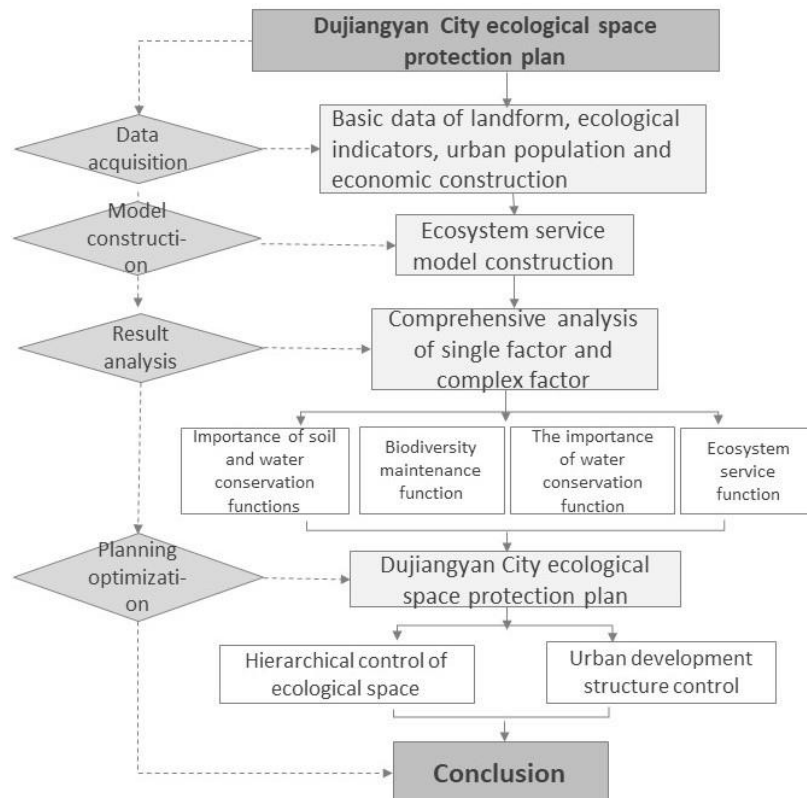 Dujiangyan City ecological space
protection plan
Data
acquisition
Basic data of landform, ecological
indicators, urban population and
economic construction
Model
constructi-
on
Ecosystem service
model construction
Result
analysis
Comprehensive analysis
of single factor and
complex factor
Importance of soil
and water
conservation
functions
Biodiversity
maintenance
function
The importance
of water
conservation
function
Ecosystem
service
function
Planning
optimizati-
on
Dujiangyan City ecological
space protection plan
Hierarchical control of
ecological space
Urban development
structure control
Conclusion